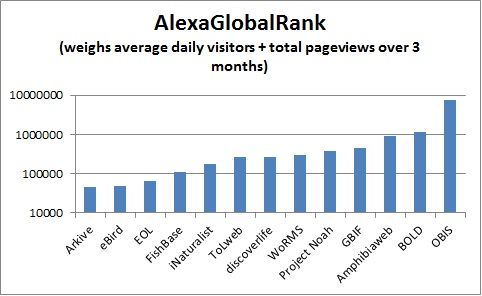 AlexaGlobalRank
(weighs average daily visitors + total pageviews over 3
months)
10000000
1000000
100000
10000
Arkive
eBird
EOL
FishBase
iNaturalist
ToLweb
discoverlife
WoRMS
Project Noah
GBIF
Amphibiaweb
BOLD
OBIS